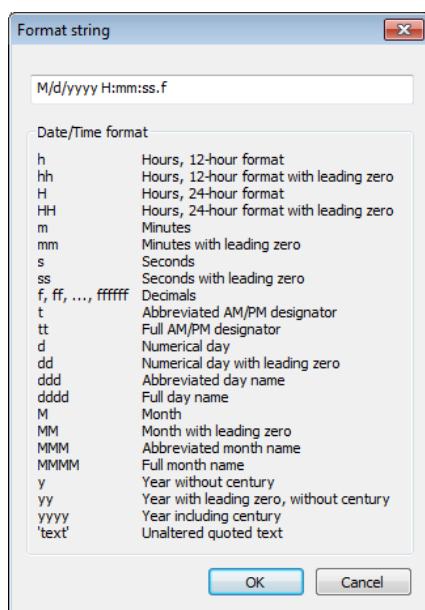 Format string
M/d/yyyy H:mm:ss.f
Date/Time format
h Hours, 12-hour format
hh Hours, 12-hour format with leading zero
H Hours, 24-hour format
HH Hours, 24-hour format with leading zero
m Minutes
mm Minutes with leading zero
s Seconds
ss Seconds with leading zero
f, ff, ..., ffffff Decimals
t Abbreviated AM/PM designator
tt Full AM/PM designator
d Numerical day
dd Numerical day with leading zero
ddd Abbreviated day name
dddd Full day name
M Month
MM Month with leading zero
MMM Abbreviated month name
MMMM Full month name
y Year without century
yy Year with leading zero, without century
yyyy Year including century
'text' Unaltered quoted text
OK Cancel